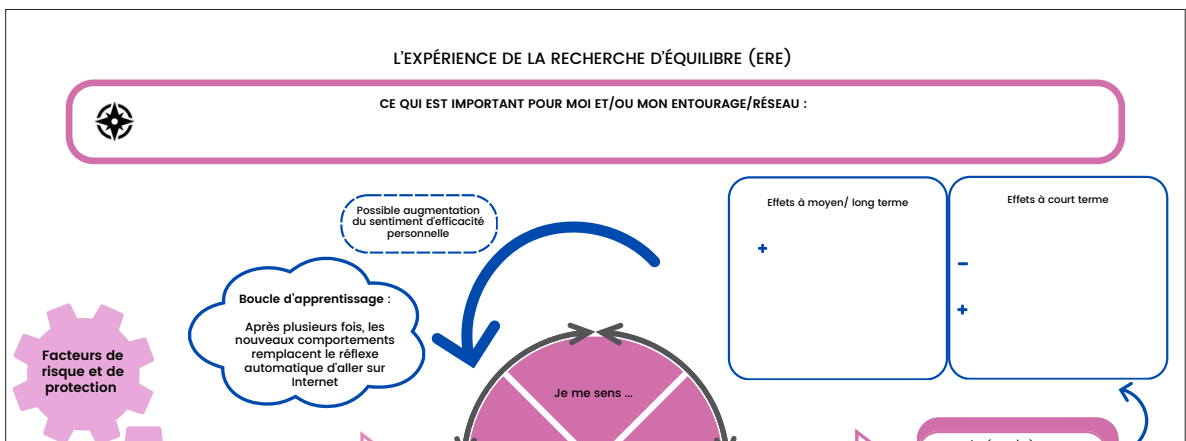 L'EXPÉRIENCE DE LA RECHERCHE D'ÉQUILIBRE (ERE)
CE QUI EST IMPORTANT POUR MOI ET/OU MON ENTOURAGE/RÉSEAU :
Possible augmentation
du sentiment d'efficacité
personnelle
Effets à moyen/ long terme
+
Effets à court terme
–
+
Boucle d'apprentissage :
Après plusieurs fois, les
nouveaux comportements
remplacent le réflexe
automatique d'aller sur
Internet
Facteurs de
risque et de
protection
Je me sens ...